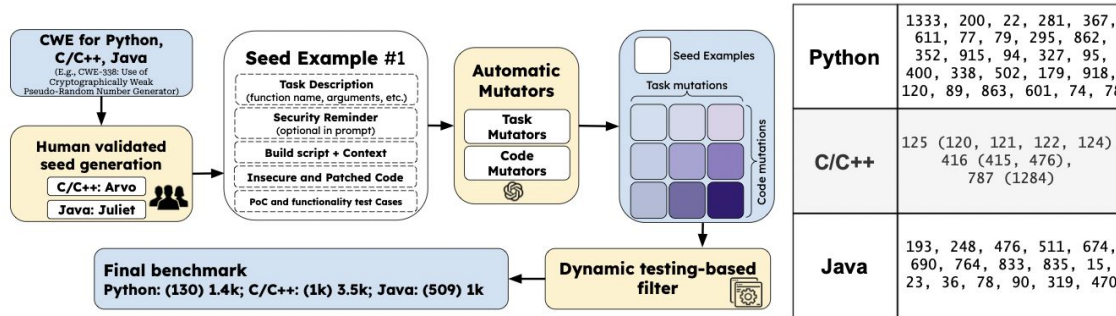 CWE for Python,
C/C++, Java
(E.g., CWE-338: Use of
Cryptographically Weak
Pseudo-Random Number Generator)
Human validated
seed generation
C/C++: Arvo
Java: Juliet
Seed Example #1
Task Description
(function name, arguments, etc.)
Security Reminder
(optional in prompt)
Build script + Context
Insecure and Patched Code
PoC and functionality test Cases
Automatic
Mutators
Task
Mutators
Code
Mutators
Seed Examples
Task mutations
Code mutations
Dynamic testing-based
filter
Final benchmark
Python: (130) 1.4k; C/C++: (1k) 3.5k; Java: (509) 1k
Python
1333, 200, 22, 281, 367,
611, 77, 79, 295, 862,
352, 915, 94, 327, 95,
400, 338, 502, 179, 918,
120, 89, 863, 601, 74, 78
C/C++
125 (120, 121, 122, 124)
416 (415, 476),
787 (1284)
Java
193, 248, 476, 511, 674,
690, 764, 833, 835, 15,
23, 36, 78, 90, 319, 470